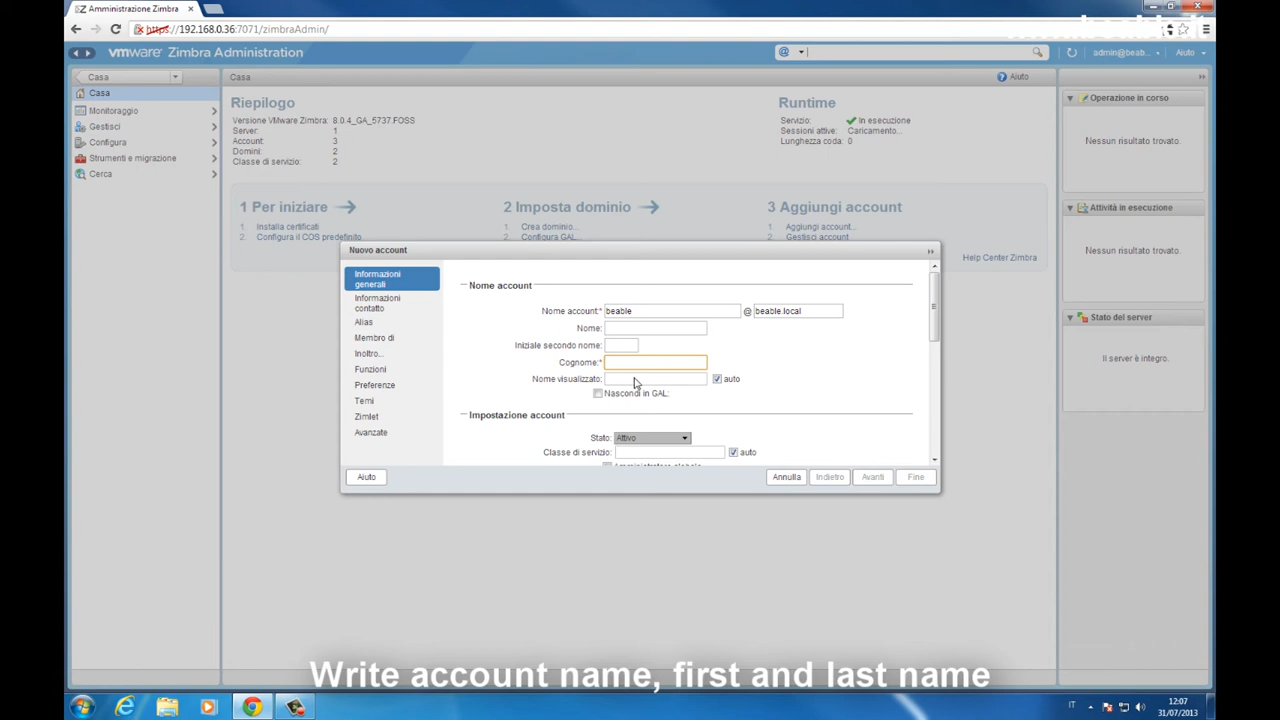 Amministrazione Zimbra
https://192.168.0.36:7071/zimbraAdmin/
vmware Zimbra Administration
@
admin@beab...
Aiuto
Casa
Casa
Aiuto
Casa
Monitoraggio
Gestisci
Configura
Strumenti e migrazione
Cerca
Riepilogo
Versione VMware Zimbra: 8.0.4_GA_5737.FOSS
Server: 1
Account: 3
Domini: 2
Classe di servizio: 2
Runtime
Servizio: In esecuzione
Sessioni attive: Caricamento...
Lunghezza coda: 0
1 Per iniziare
1. Installa certificati
2. Configura il COS predefinito
2 Imposta dominio
1. Crea dominio...
2. Configura GAL...
3 Aggiungi account
1. Aggiungi account...
2. Gestisci account
Help Center Zimbra
Operazione in corso
Nessun risultato trovato.
Attività in esecuzione
Nessun risultato trovato.
Stato del server
Il server è integro.
Nuovo account
Informazioni
generali
Informazioni
contatto
Alias
Membro di
Inoltro...
Funzioni
Preferenze
Temi
Zimlet
Avanzate
Nome account
Nome account:* beable @ beable.local
Nome:
Iniziale secondo nome:
Cognome:*
Nome visualizzato: auto
Nascondi in GAL:
Impostazione account
Stato: Attivo
Classe di servizio: auto
Amministratore globale
Aiuto
Annulla
Indietro
Avanti
Fine
Write account name, first and last name
IT
12:07
31/07/2013